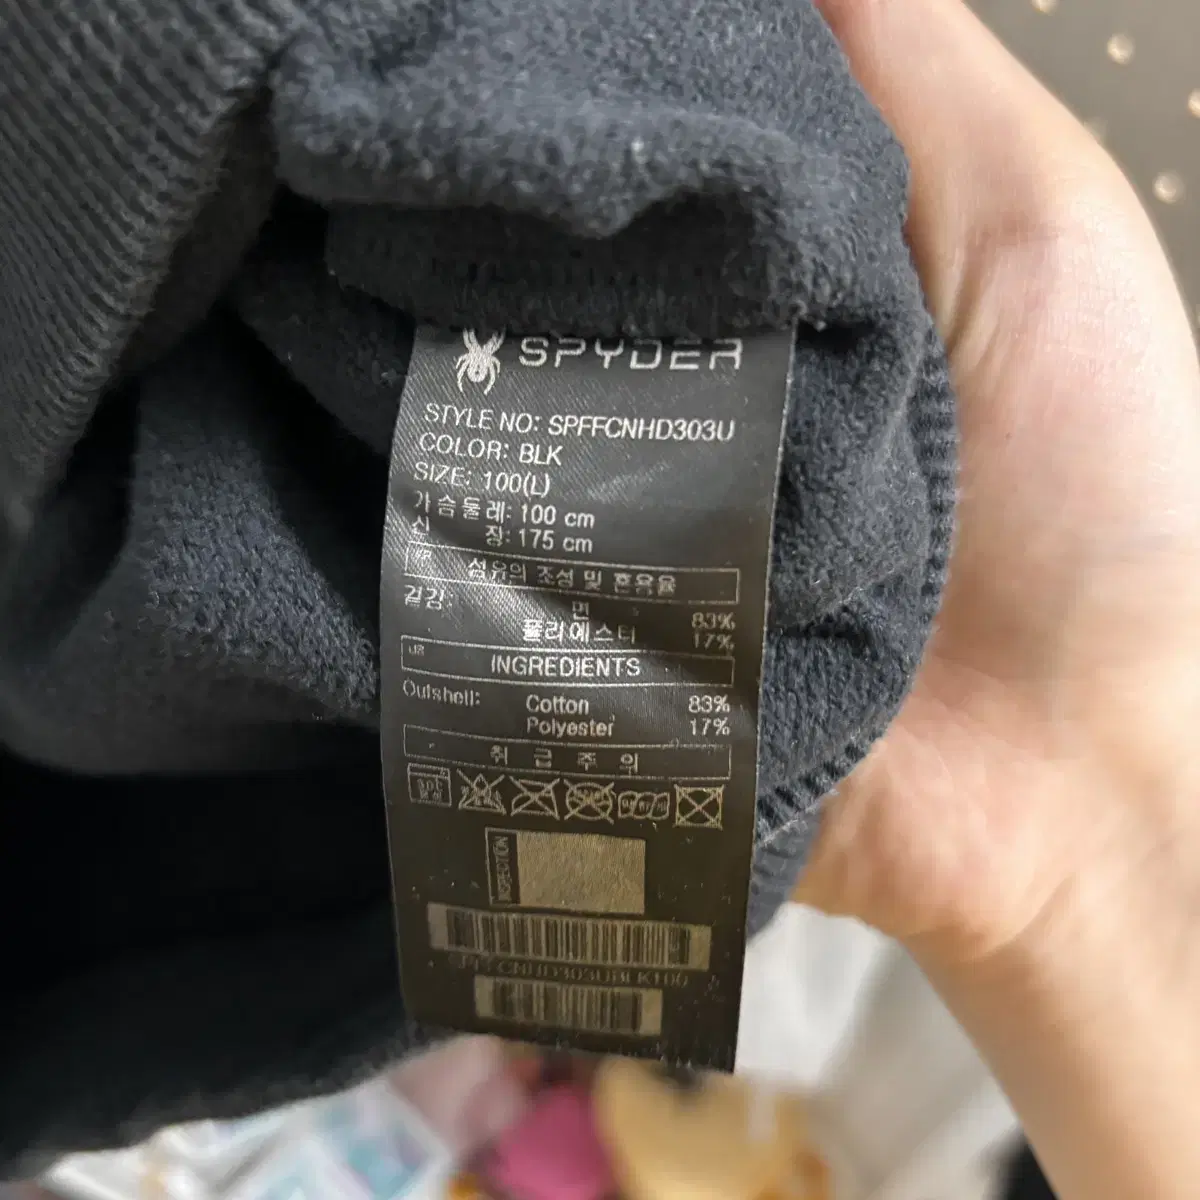 SPYDER
STYLE NO: SPFFCNHD303U
COLOR: BLK
SIZE: 100(L)
가슴둘레: 100 cm
신 장: 175 cm
KR 섬유의 조성 및 혼용율
겉감: 면 83%
폴리에스터 17%
INGREDIENTS
Outshell: Cotton 83%
Polyester 17%
취 급 주 의
INSPECTION
SPFFCNHD303UBLK100